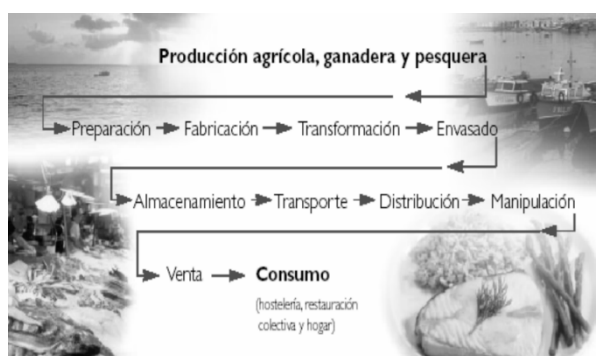 Producción agrícola, ganadera y pesquera
Preparación Fabricación Transformación Envasado
Almacenamiento Transporte Distribución Manipulación
Venta Consumo
(hostelería, restauración
colectiva y hogar)